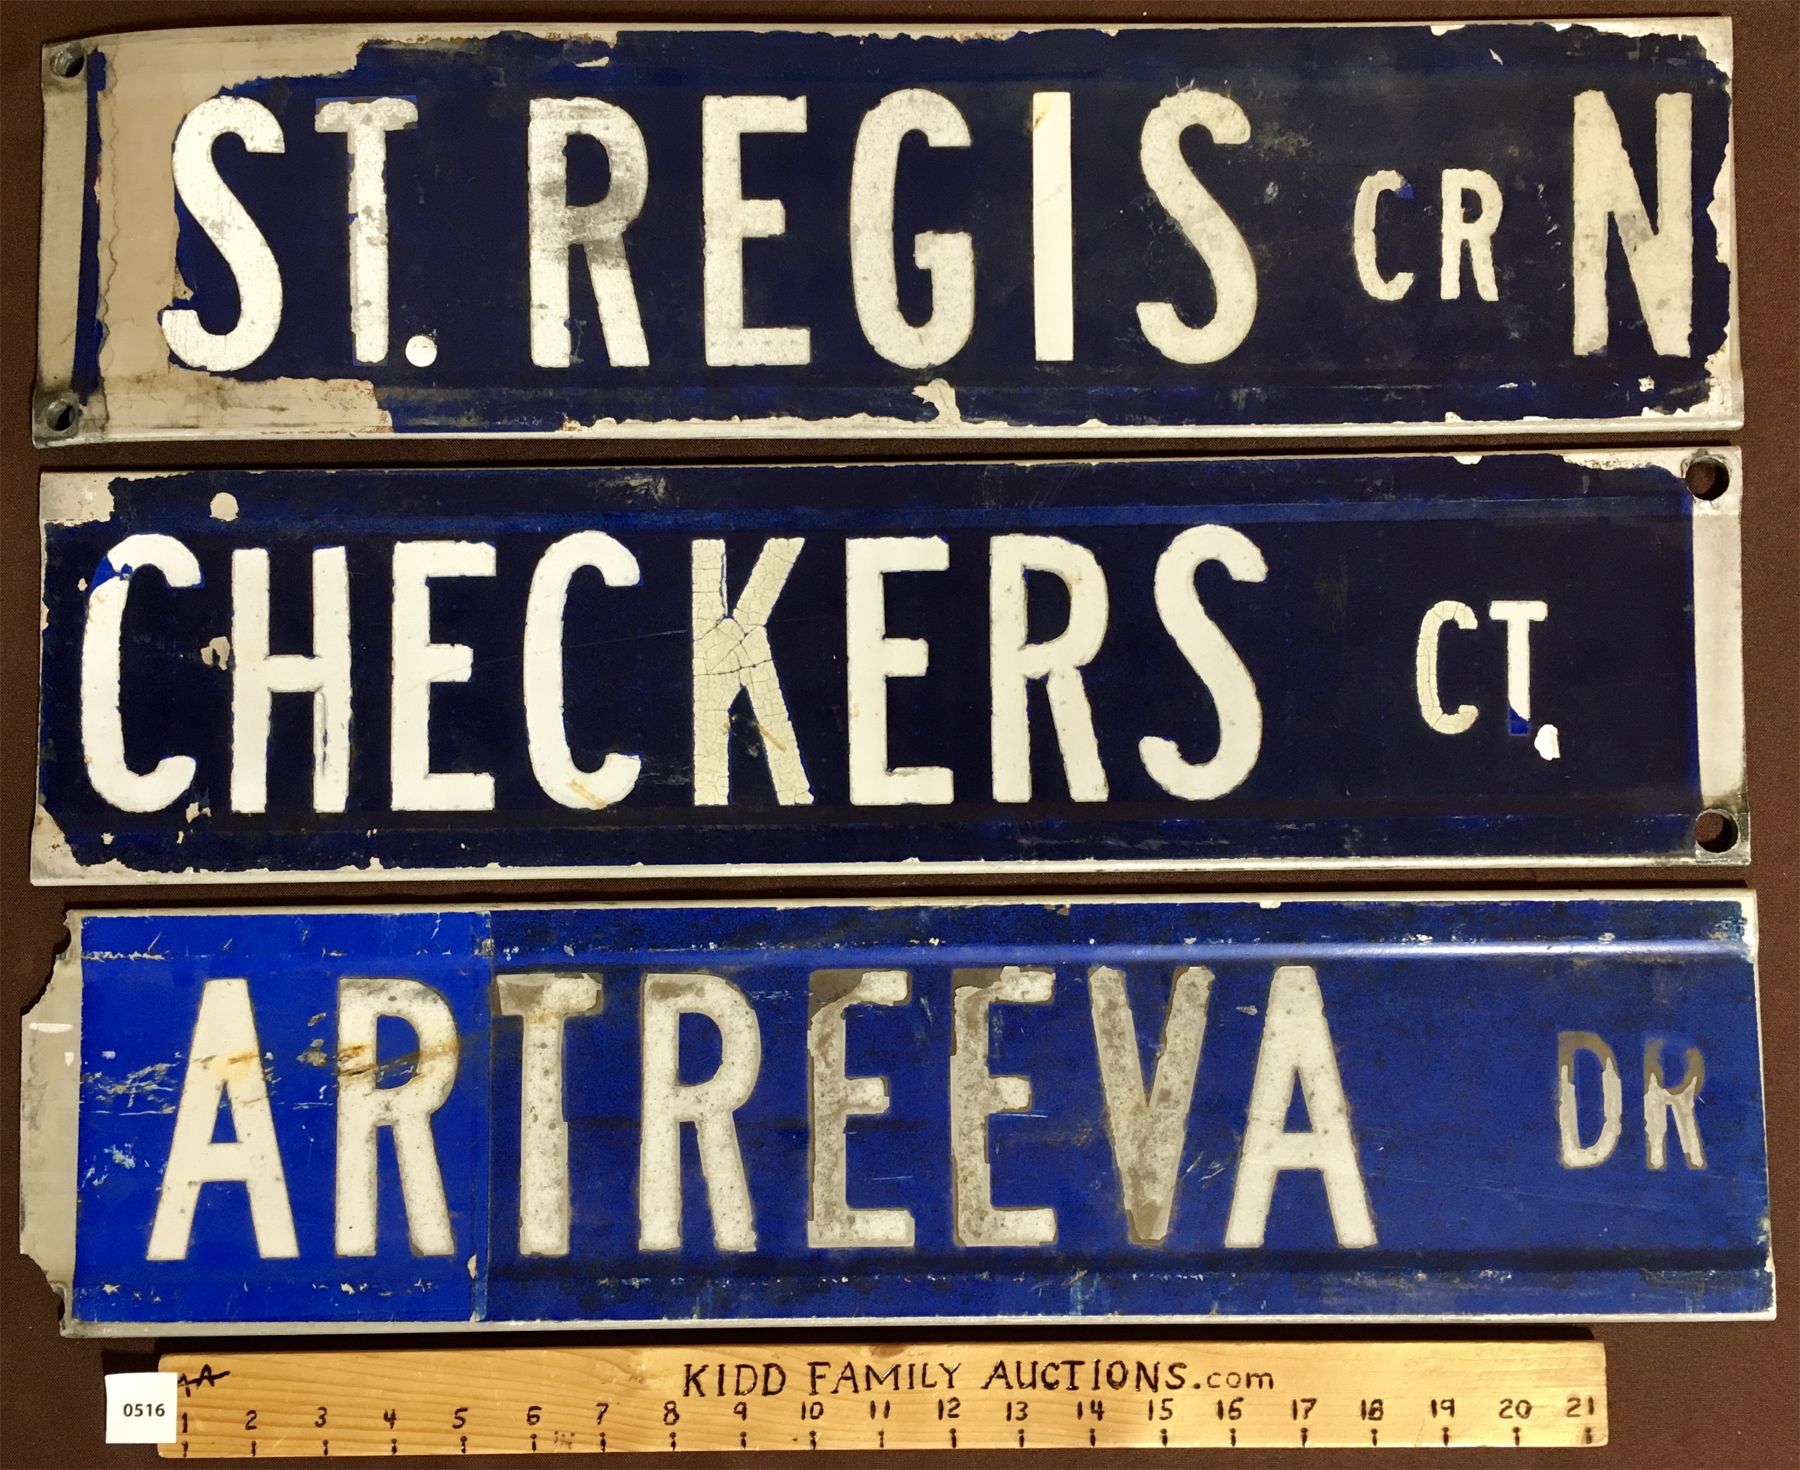 ST. REGIS CR N
CHECKERS CT.
ARTREEVA DR
KIDD FAMILY AUCTIONS.com
0516
1 2 3 4 5 6 7 8 9 10 11 12 13 14 15 16 17 18 19 20 21
IN